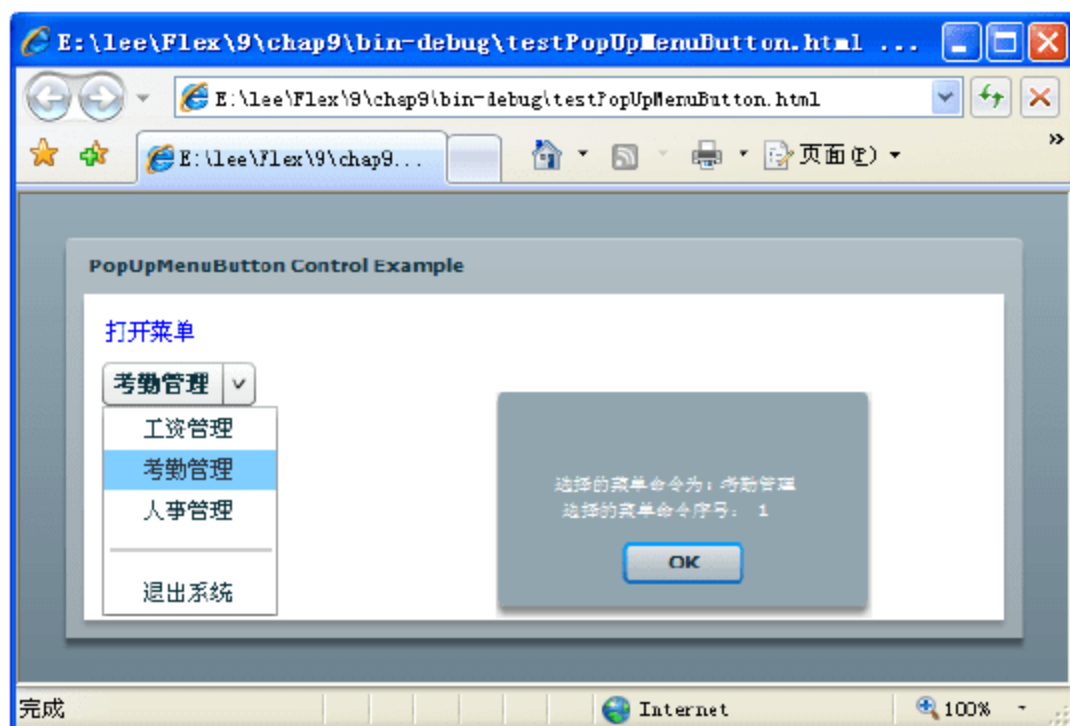 E:\lee\Flex\9\chap9\bin-debug\testPopUpMenuButton.html ...
E:\lee\Flex\9\chap9\bin-debug\testPopUpMenuButton.html
E:\lee\Flex\9\chap9...
页面(P)
PopUpMenuButton Control Example
打开菜单
考勤管理
工资管理
考勤管理
人事管理
退出系统
选择的菜单命令为:考勤管理
选择的菜单命令序号: 1
OK
完成
Internet
100%